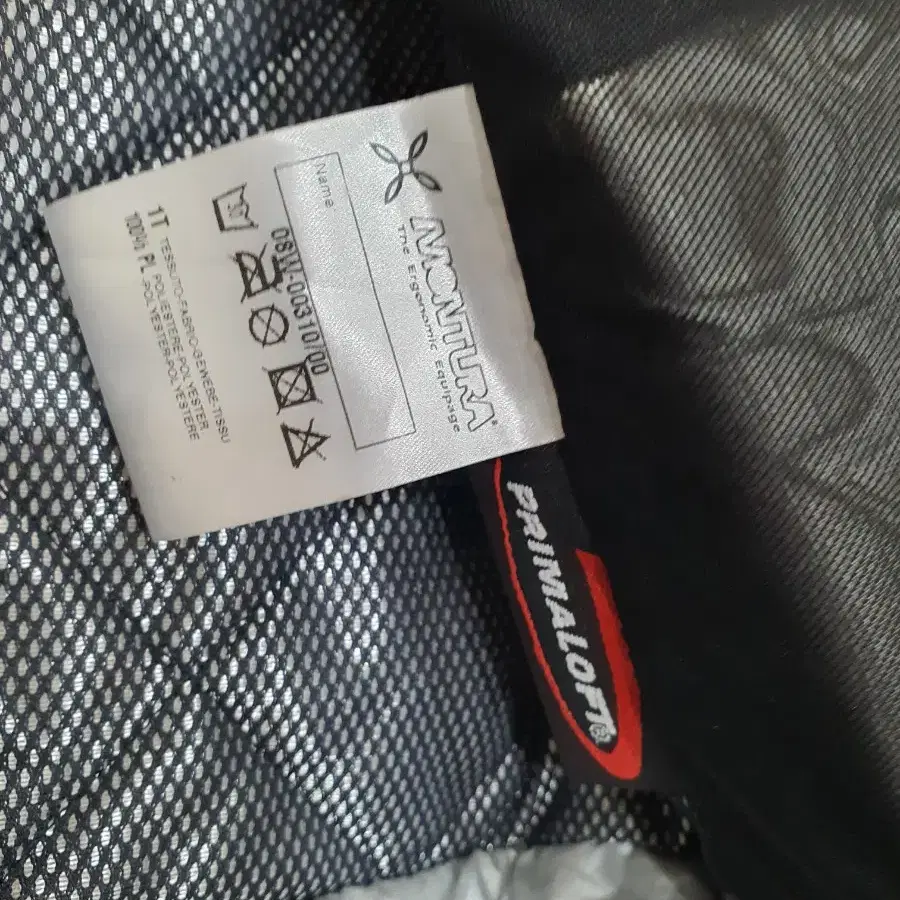 MONTURA®
The Ergonomic Equipage
Name:
08W-00310/00
30
1T TESSUTO-FABRIC-GEWEBE-TISSU
100% PL POLIESTERE POLYESTER
-POLYESTER-POLYESTERE
PRIMALOFT®